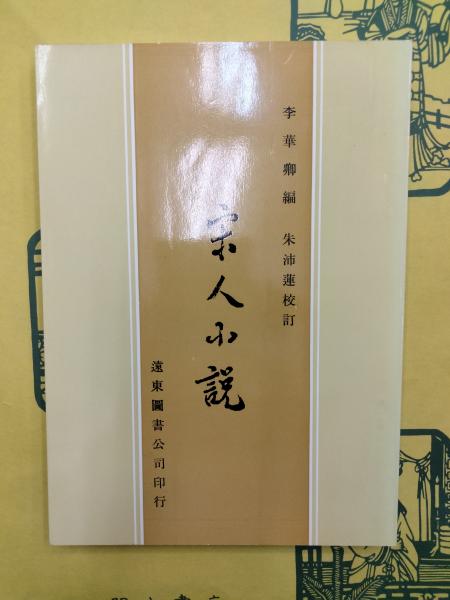 李華卿編 朱沛蓮校訂
宋人小說
遠東圖書公司印行